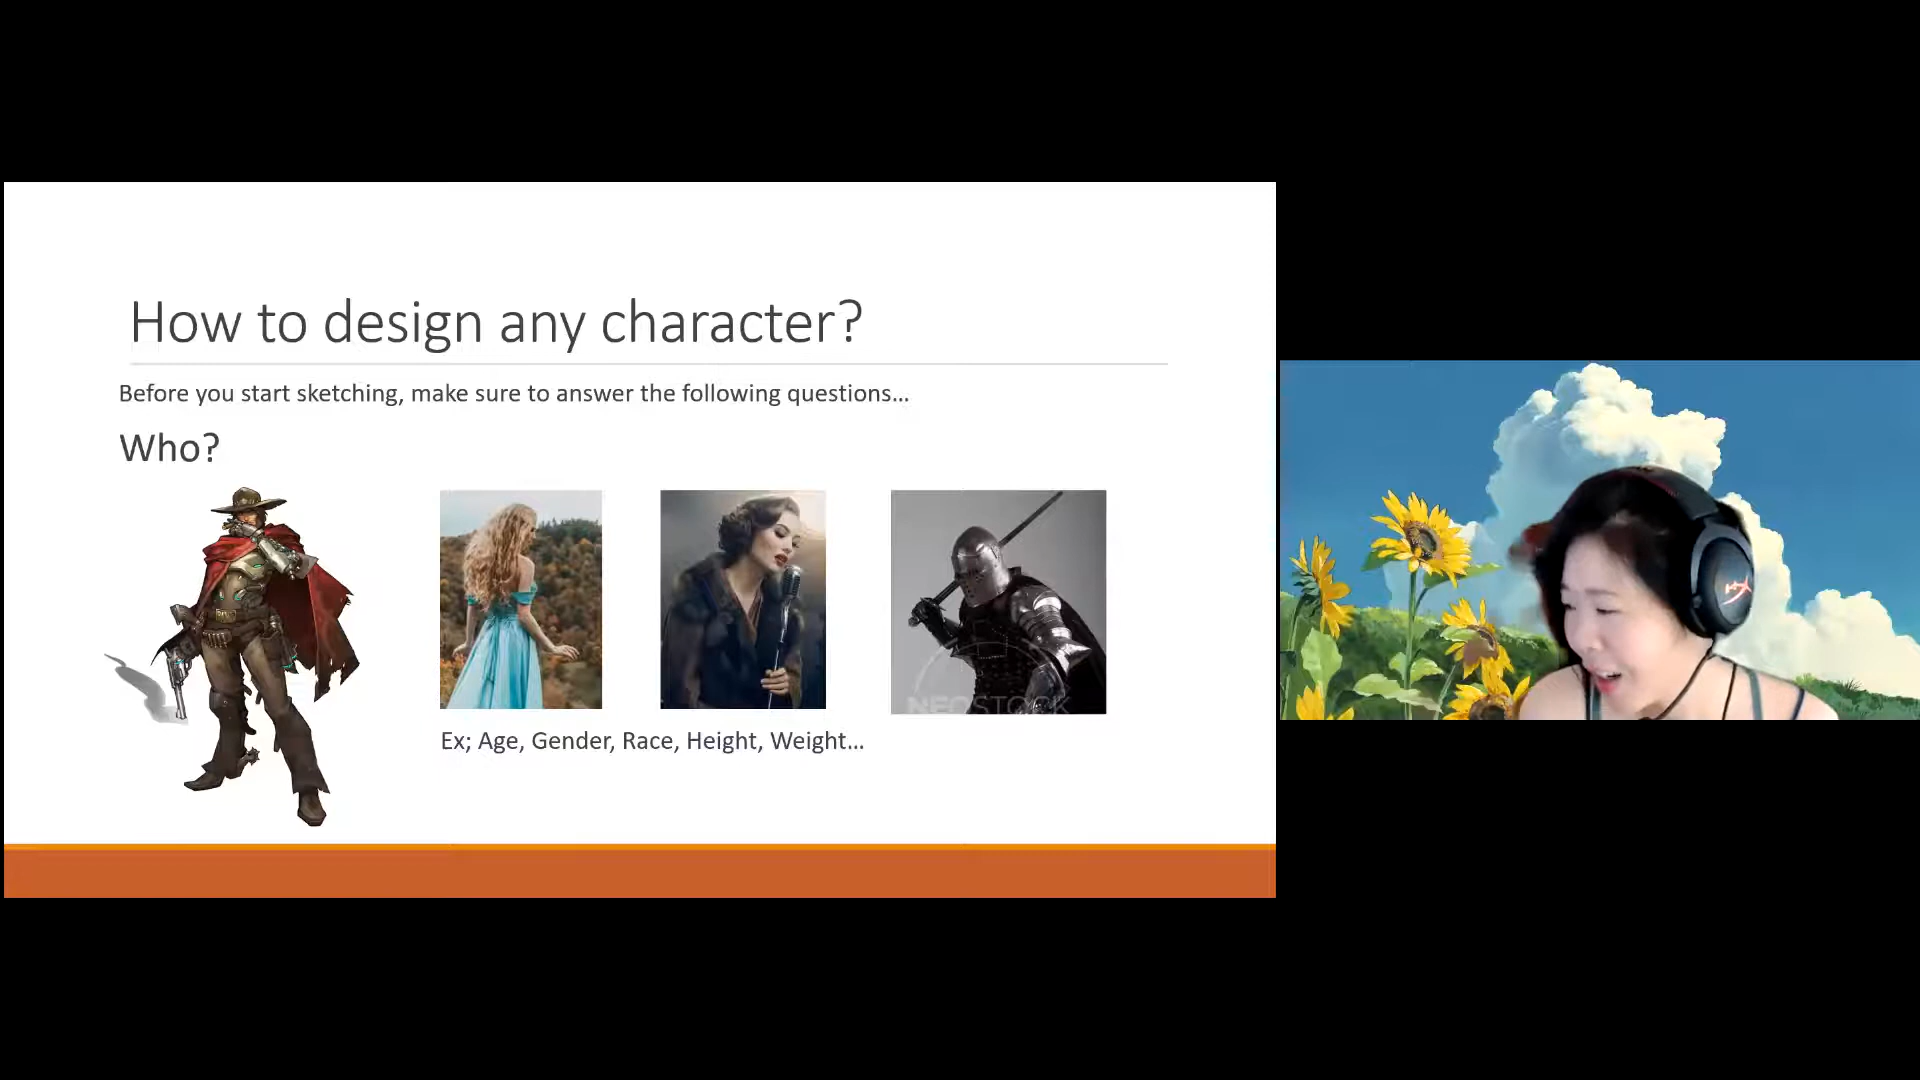 How to design any character?
Before you start sketching, make sure to answer the following questions...
Who?
NEOSTOCK
Ex; Age, Gender, Race, Height, Weight...